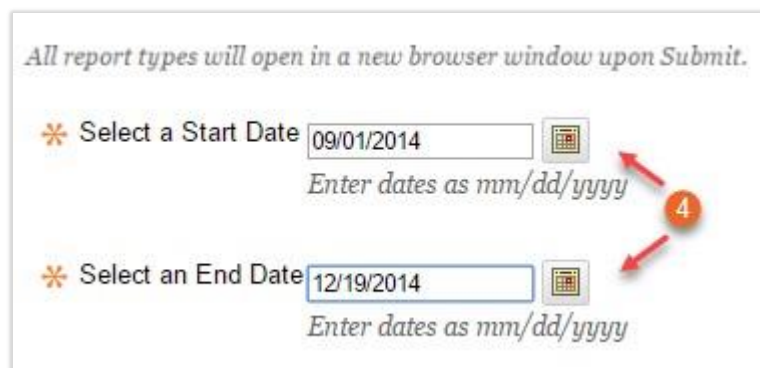 All report types will open in a new browser window upon Submit.
Select a Start Date 09/01/2014
Enter dates as mm/dd/yyyy
4
Select an End Date 12/19/2014
Enter dates as mm/dd/yyyy